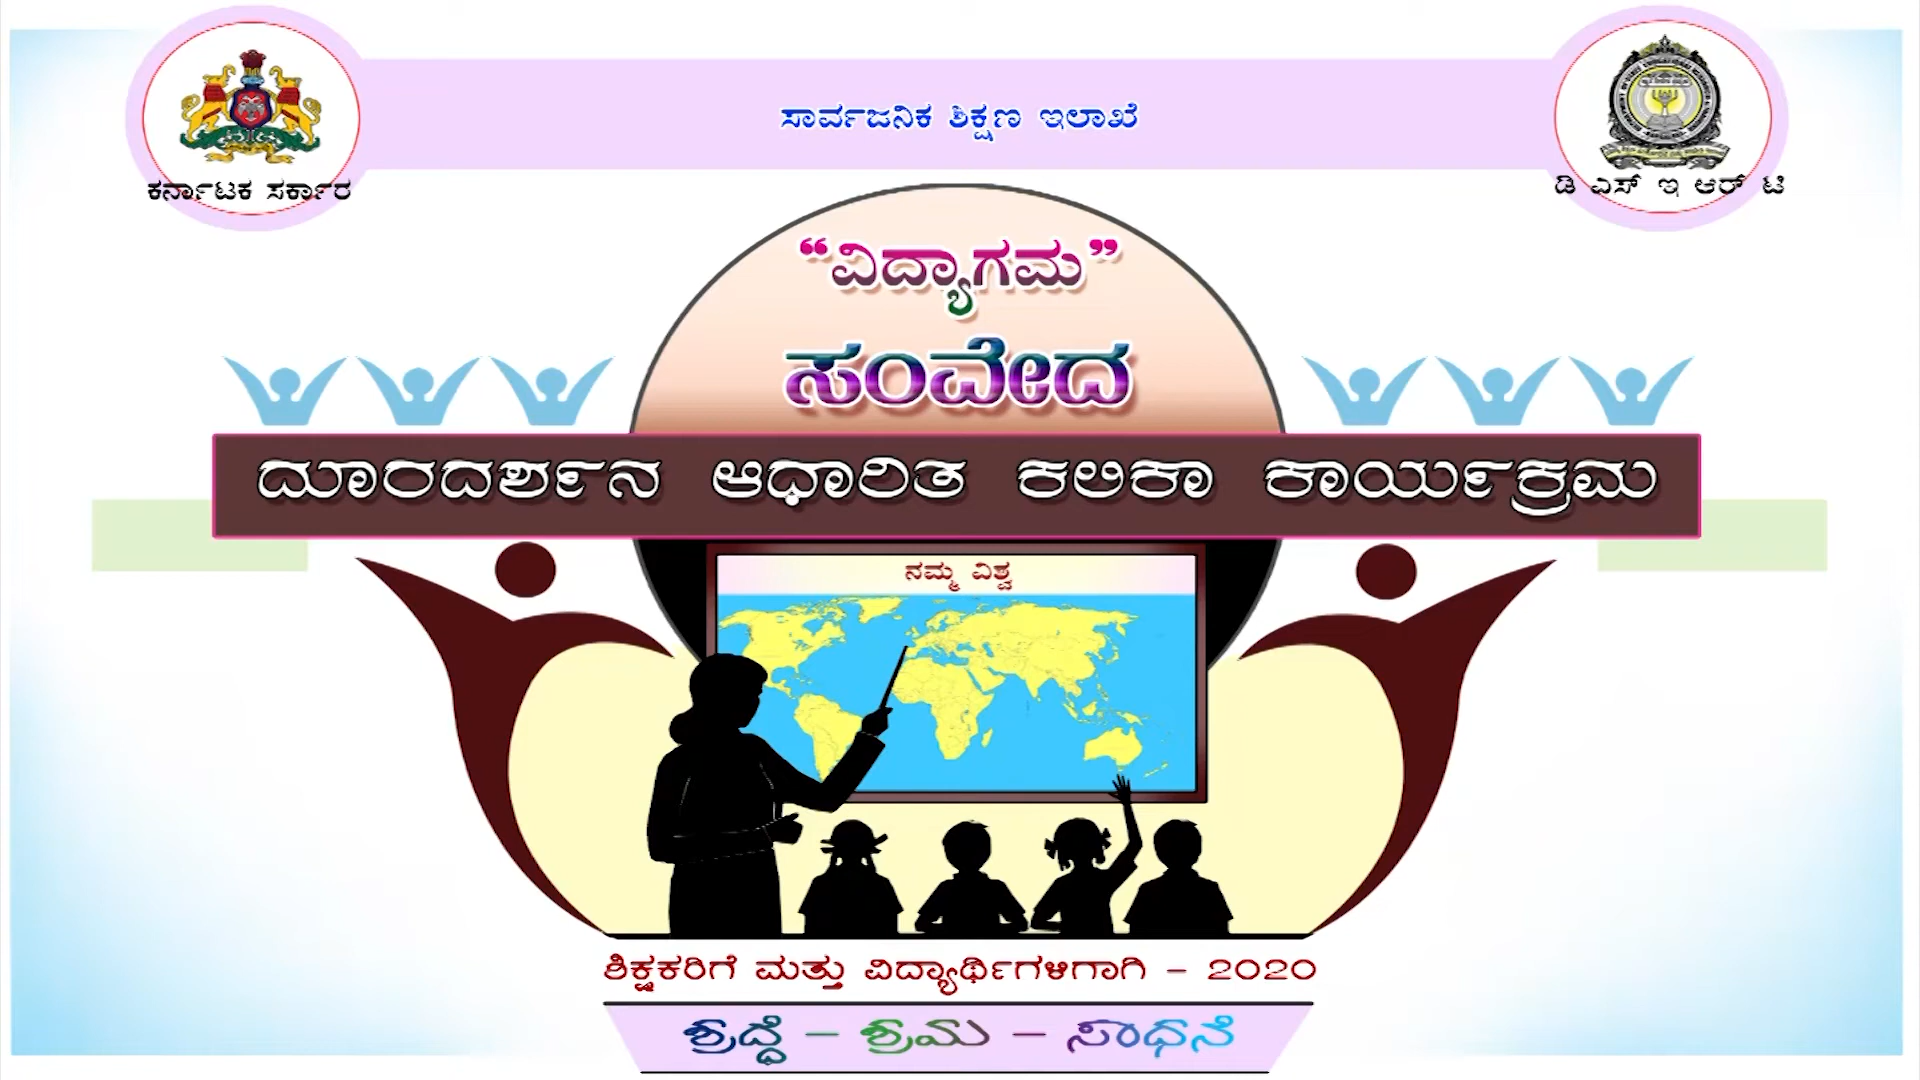 ಸಾರ್ವಜನಿಕ ಶಿಕ್ಷಣ ಇಲಾಖೆ
ಕರ್ನಾಟಕ ಸರ್ಕಾರ
ಡಿ ಎಸ್ ಇ ಆರ್ ಟಿ
“ವಿದ್ಯಾಗಮ”
ಸಂವೇದ
ದೂರದರ್ಶನ ಆಧಾರಿತ ಕಲಿಕಾ ಕಾರ್ಯಕ್ರಮ
ನಮ್ಮ ವಿಶ್ವ
ಶಿಕ್ಷಕರಿಗೆ ಮತ್ತು ವಿದ್ಯಾರ್ಥಿಗಳಿಗಾಗಿ - 2020
ಶ್ರದ್ಧೆ - ಶ್ರಮ - ಸಾಧನೆ